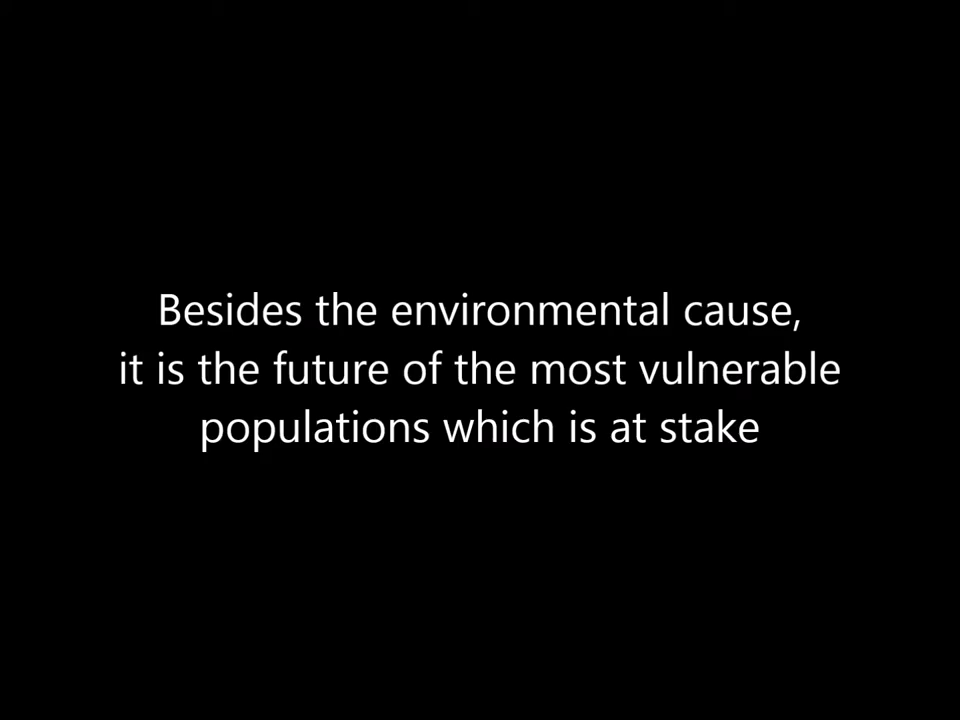 Besides the environmental cause,
it is the future of the most vulnerable
populations which is at stake